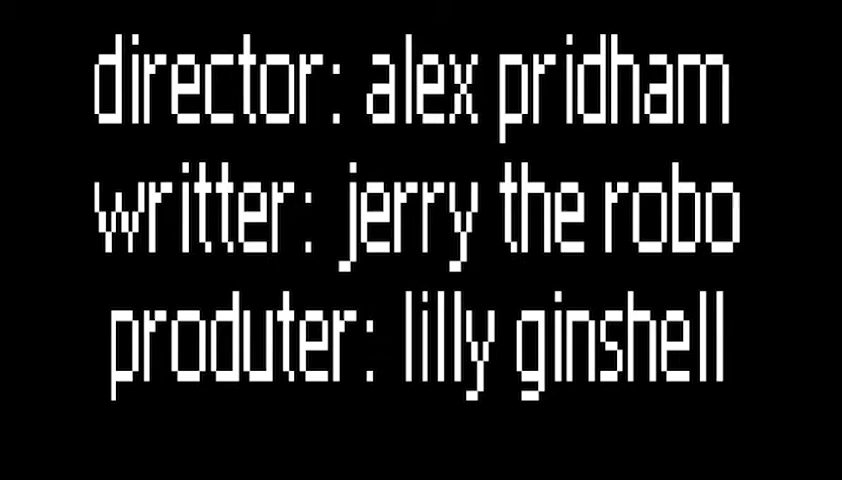 director: alex pridham
writter: jerry the robo
produter: lilly ginshell